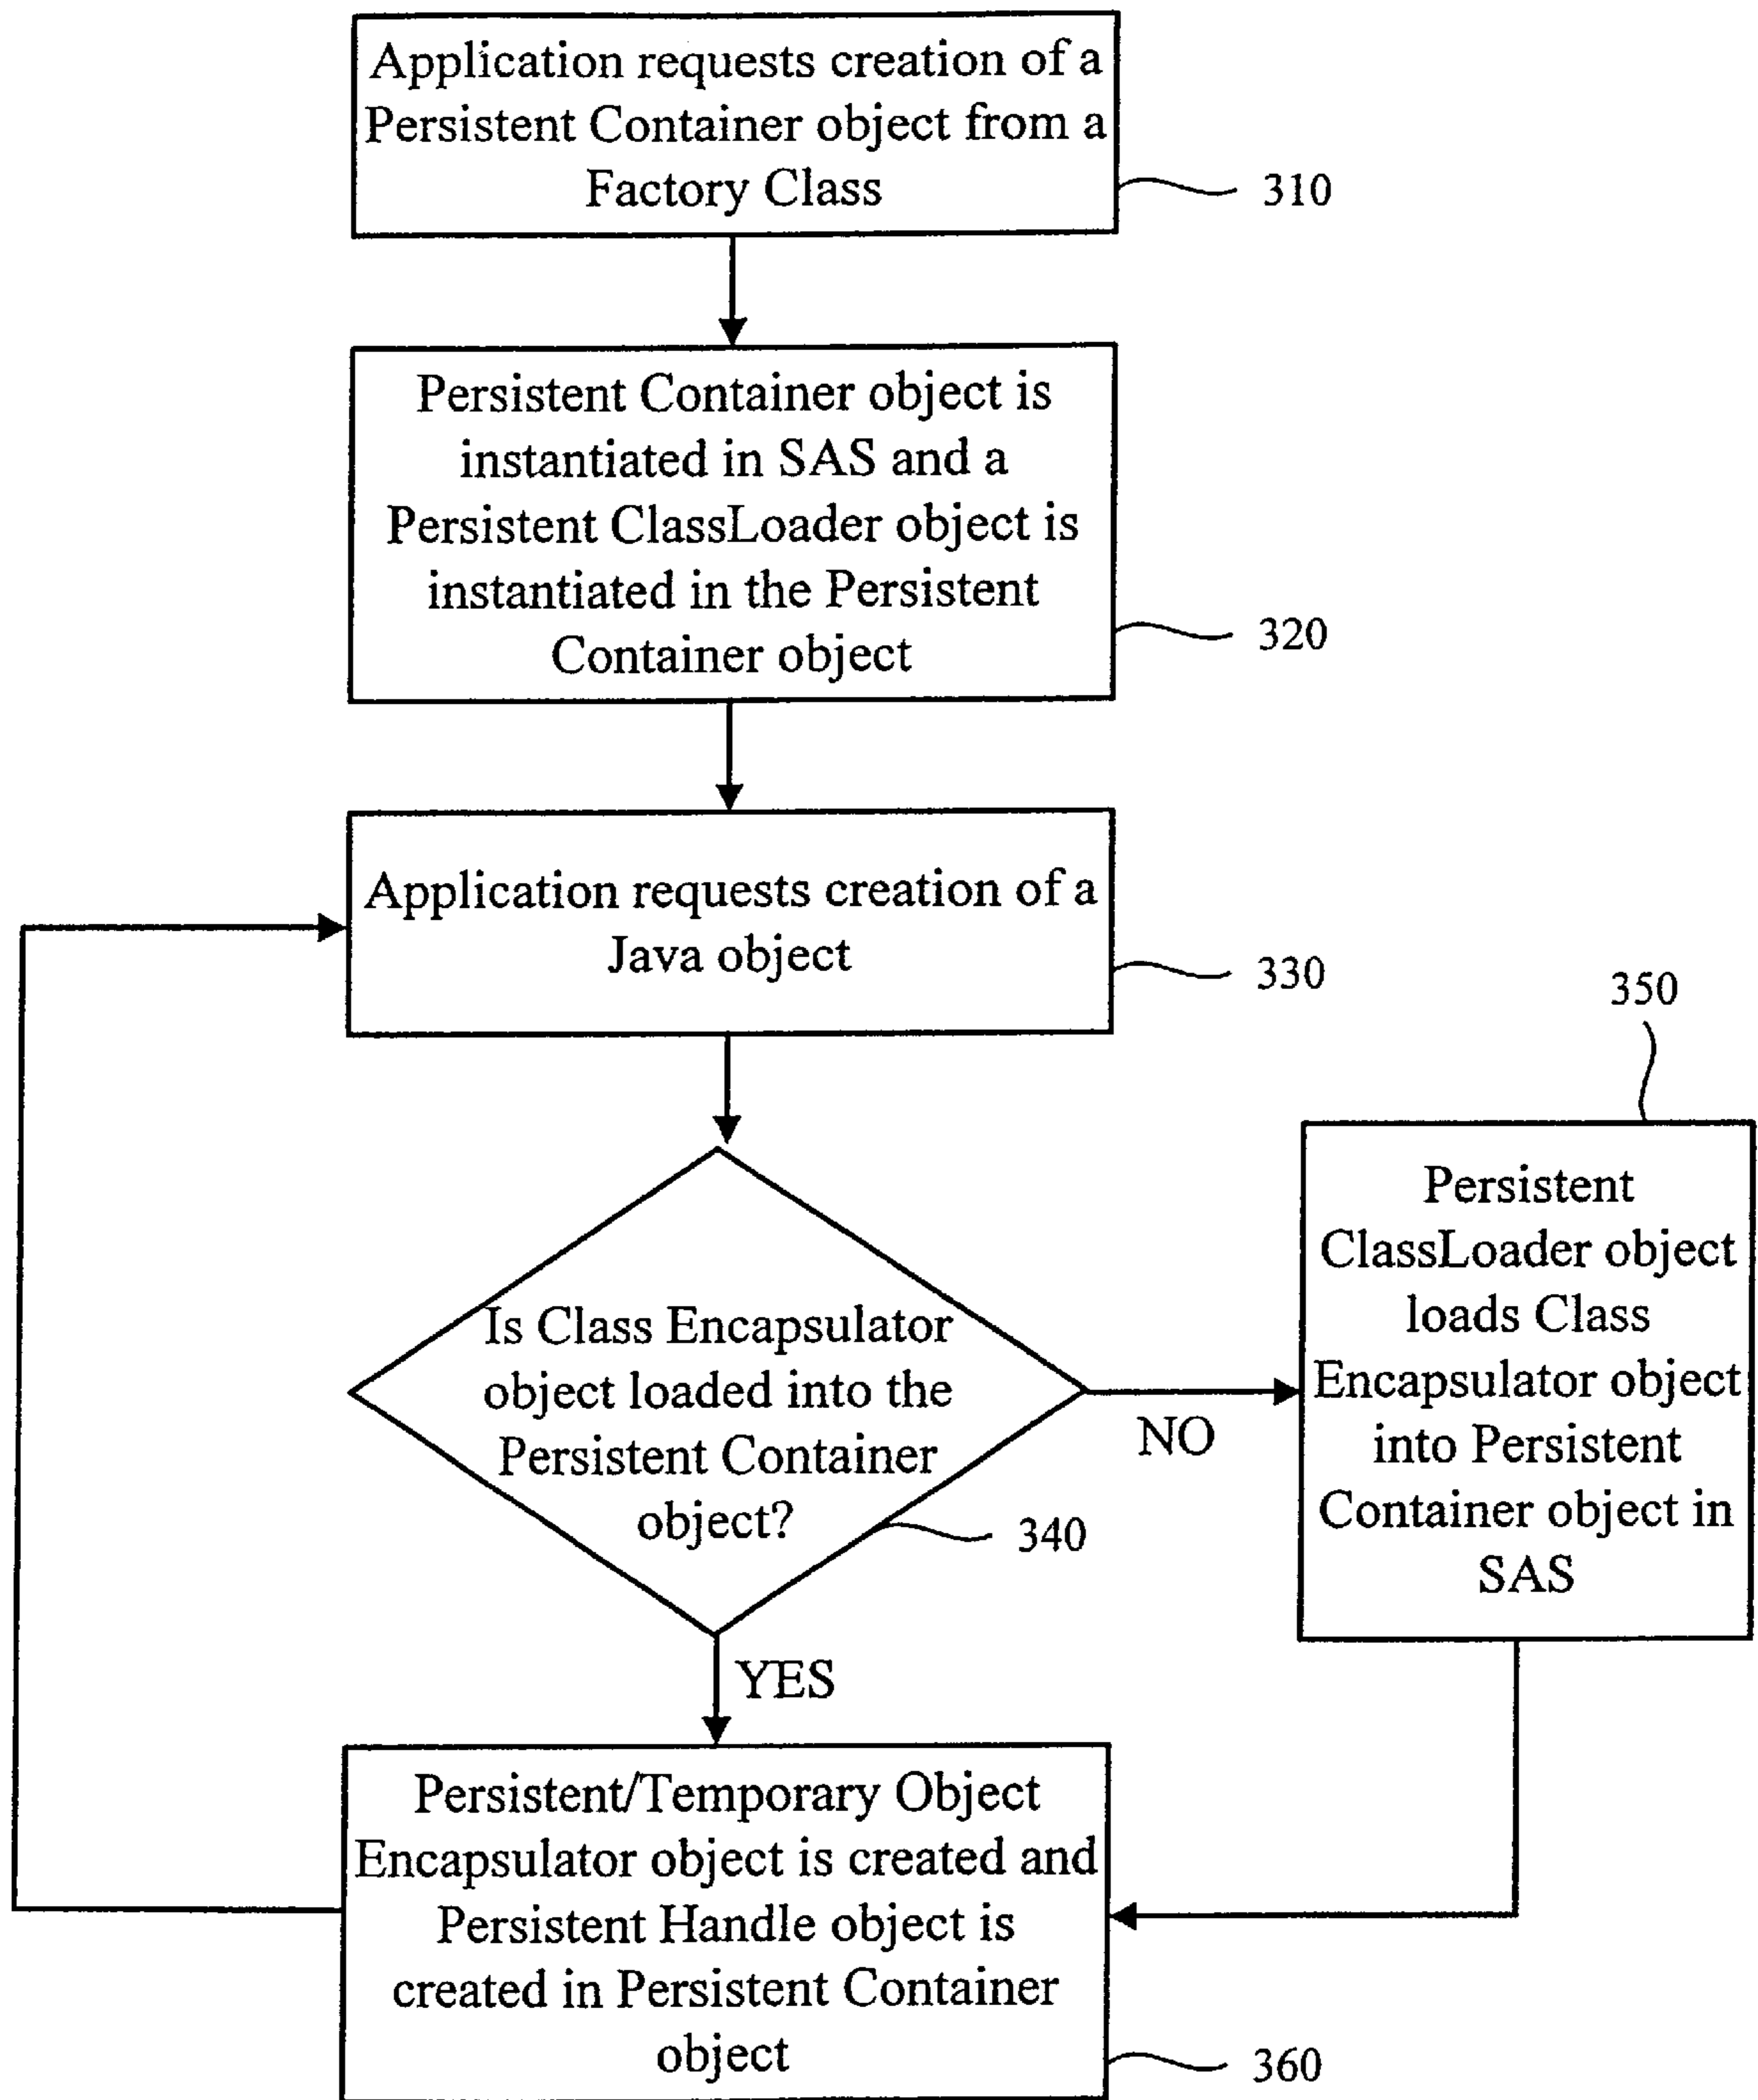 Application requests creation of a
Persistent Container object from a
Factory Class
310
Persistent Container object is
instantiated in SAS and a
Persistent ClassLoader object is
instantiated in the Persistent
Container object
320
Application requests creation of a
Java object
330
350
Is Class Encapsulator
object loaded into the
Persistent Container
object?
340
NO
Persistent
ClassLoader object
loads Class
Encapsulator object
into Persistent
Container object in
SAS
YES
Persistent/Temporary Object
Encapsulator object is created and
Persistent Handle object is
created in Persistent Container
object
360